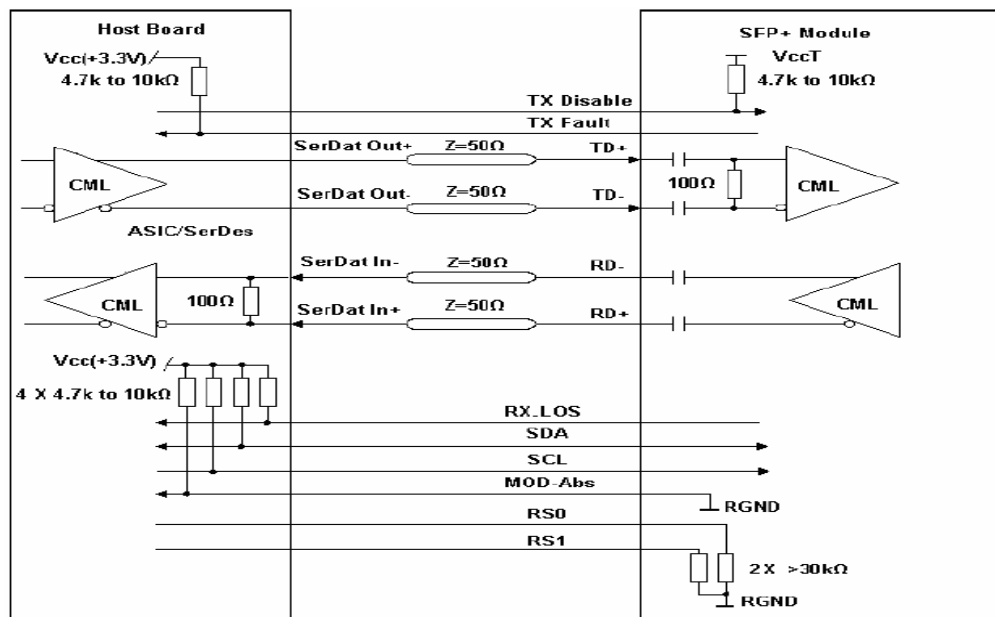 Host Board
SFP+ Module
Vcc(+3.3V)
4.7k to 10kΩ
VccT
4.7k to 10kΩ
TX Disable
TX Fault
SerDat Out+
Z=50Ω
TD+
CML
100Ω
CML
SerDat Out-
Z=50Ω
TD-
ASIC/SerDes
SerDat In-
Z=50Ω
RD-
CML
100Ω
CML
SerDat In+
Z=50Ω
RD+
Vcc(+3.3V)
4 X 4.7k to 10kΩ
RX-LOS
SDA
SCL
MOD-Abs
RGND
RS0
RS1
2X >30kΩ
RGND